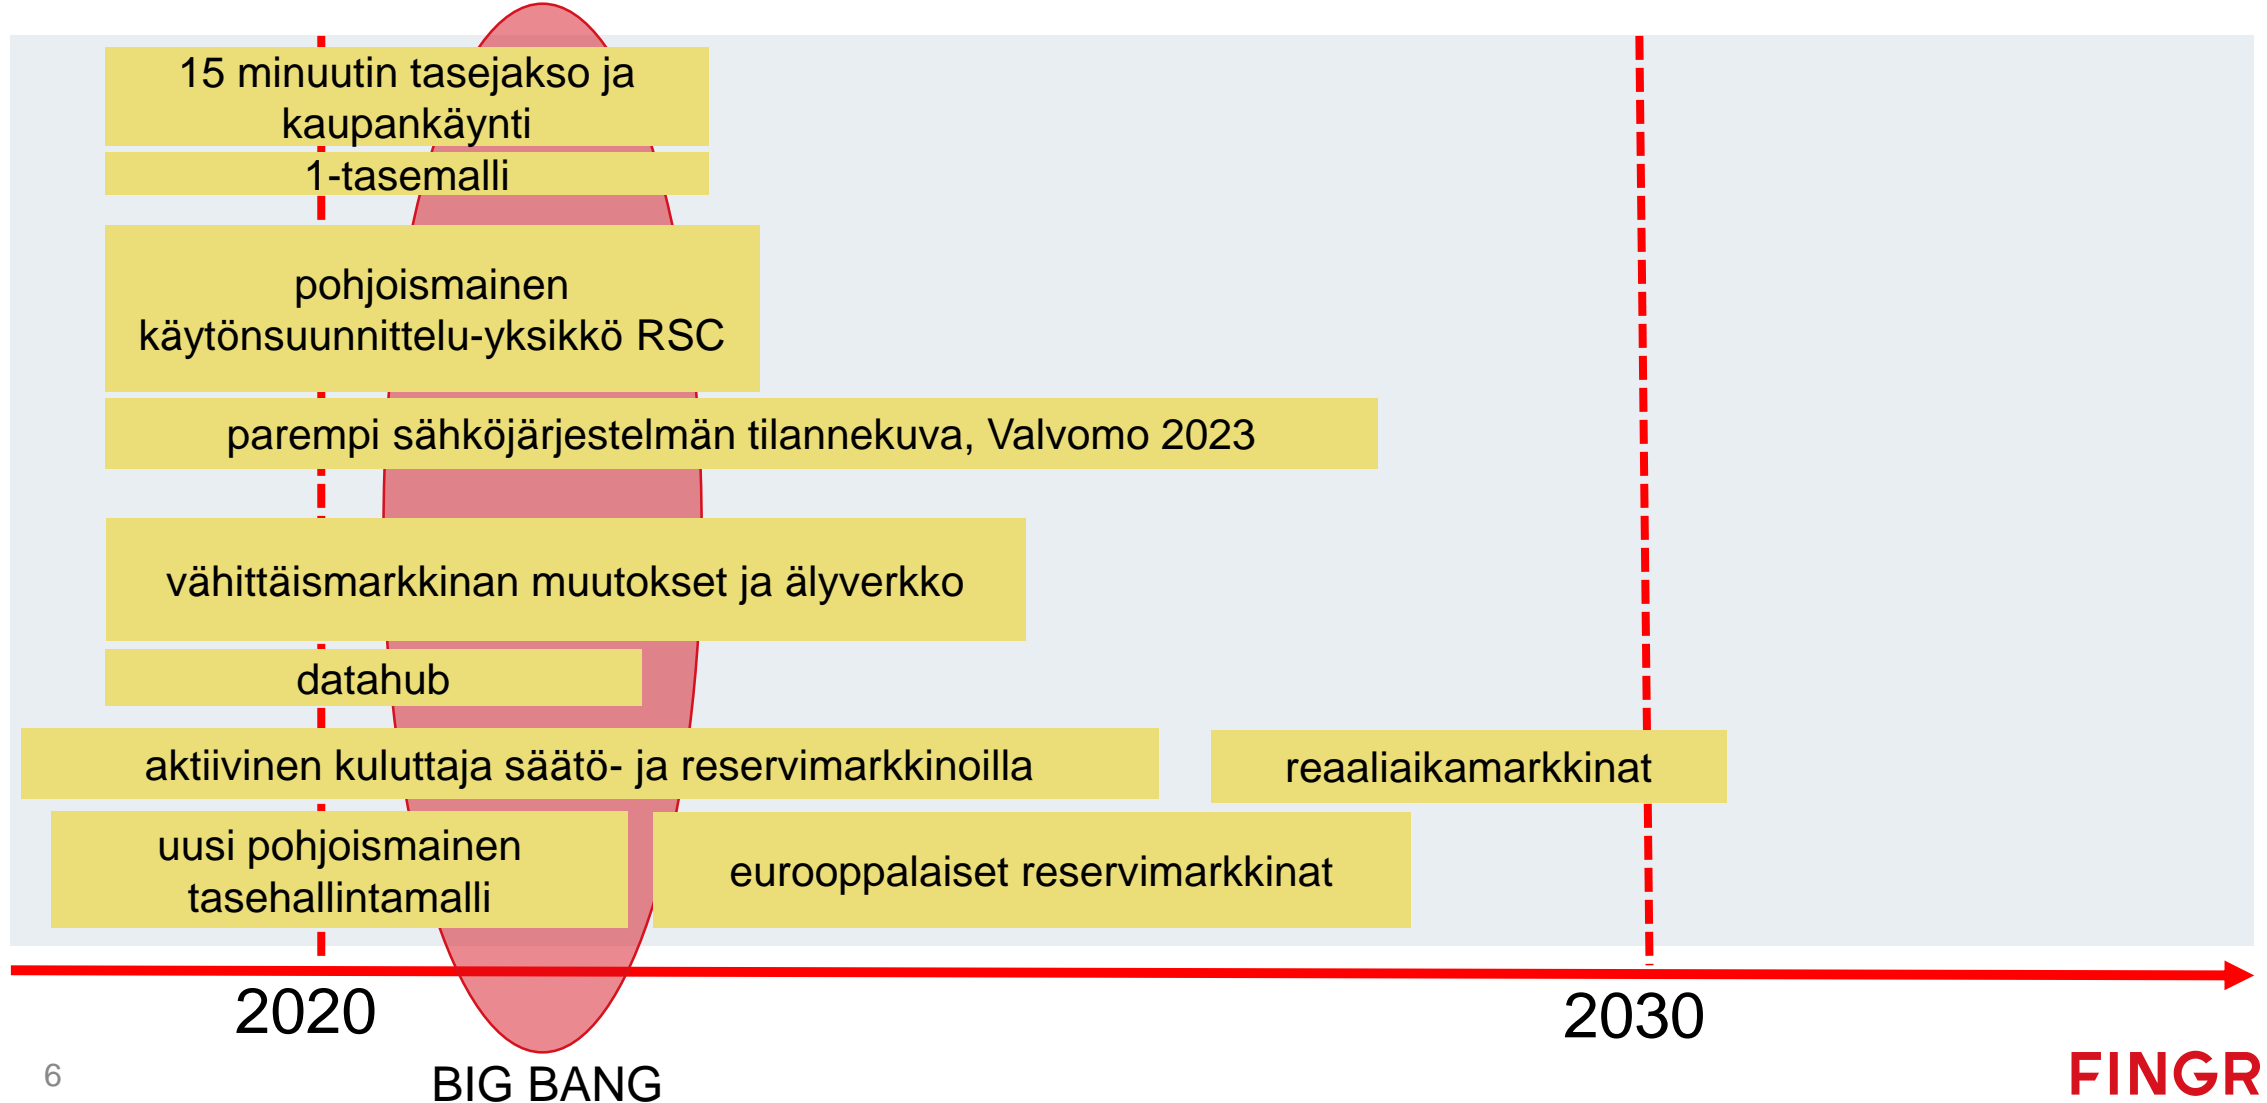 15 minuutin tasejakso ja
kaupankäynti
1-tasemalli
pohjoismainen
käytönsuunnittelu-yksikkö RSC
parempi sähköjärjestelmän tilannekuva, Valvomo 2023
vähittäismarkkinan muutokset ja älyverkko
datahub
aktiivinen kuluttaja säätö- ja reservimarkkinoilla
reaaliaikamarkkinat
uusi pohjoismainen
tasehallintamalli
eurooppalaiset reservimarkkinat
2020
2030
BIG BANG
6
FINGR